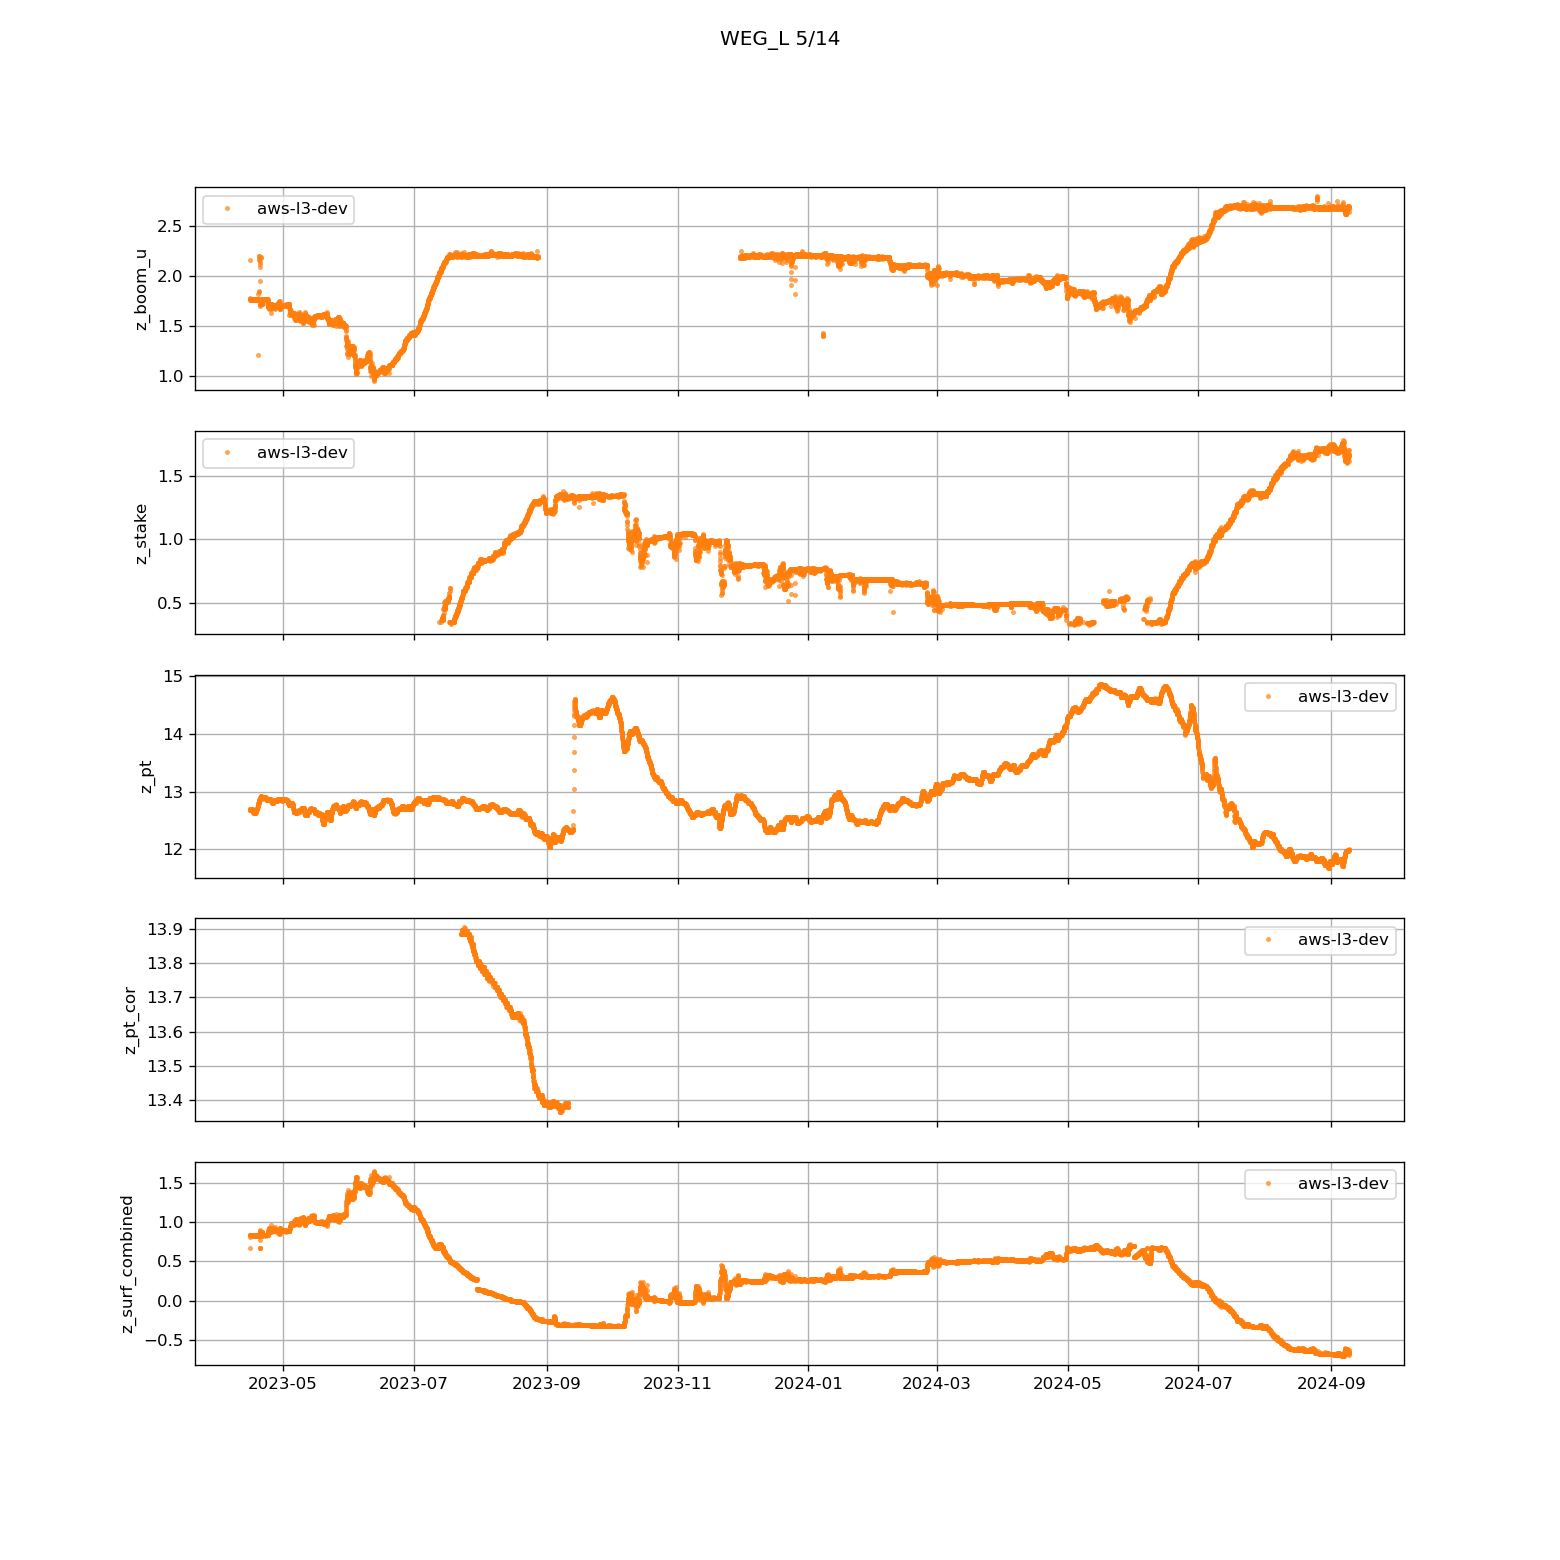 WEG_L 5/14
aws-l3-dev
z_boom_u
2.5
2.0
1.5
1.0
aws-l3-dev
z_stake
1.5
1.0
0.5
aws-l3-dev
z_pt
15
14
13
12
aws-l3-dev
z_pt_cor
13.9
13.8
13.7
13.6
13.5
13.4
aws-l3-dev
z_surf_combined
1.5
1.0
0.5
0.0
−0.5
2023-05 2023-07 2023-09 2023-11 2024-01 2024-03 2024-05 2024-07 2024-09